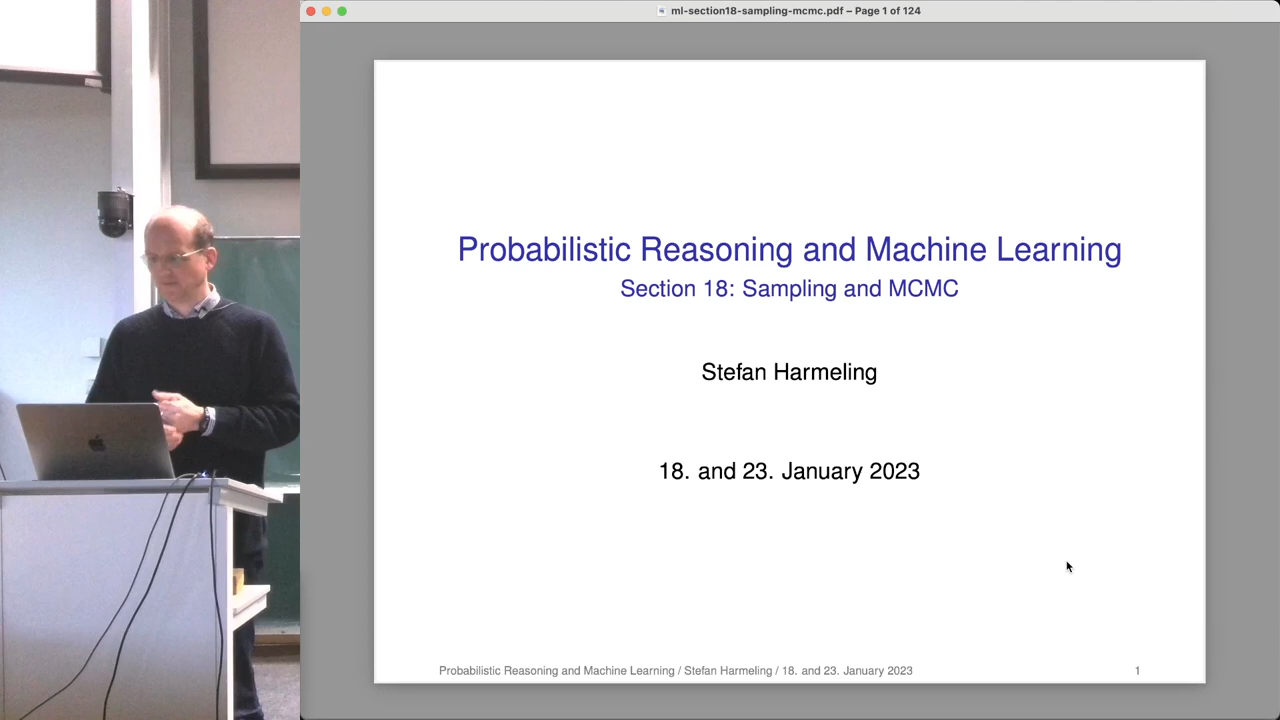 ml-section18-sampling-mcmc.pdf – Page 1 of 124
Probabilistic Reasoning and Machine Learning
Section 18: Sampling and MCMC
Stefan Harmeling
18. and 23. January 2023
Probabilistic Reasoning and Machine Learning / Stefan Harmeling / 18. and 23. January 2023
1